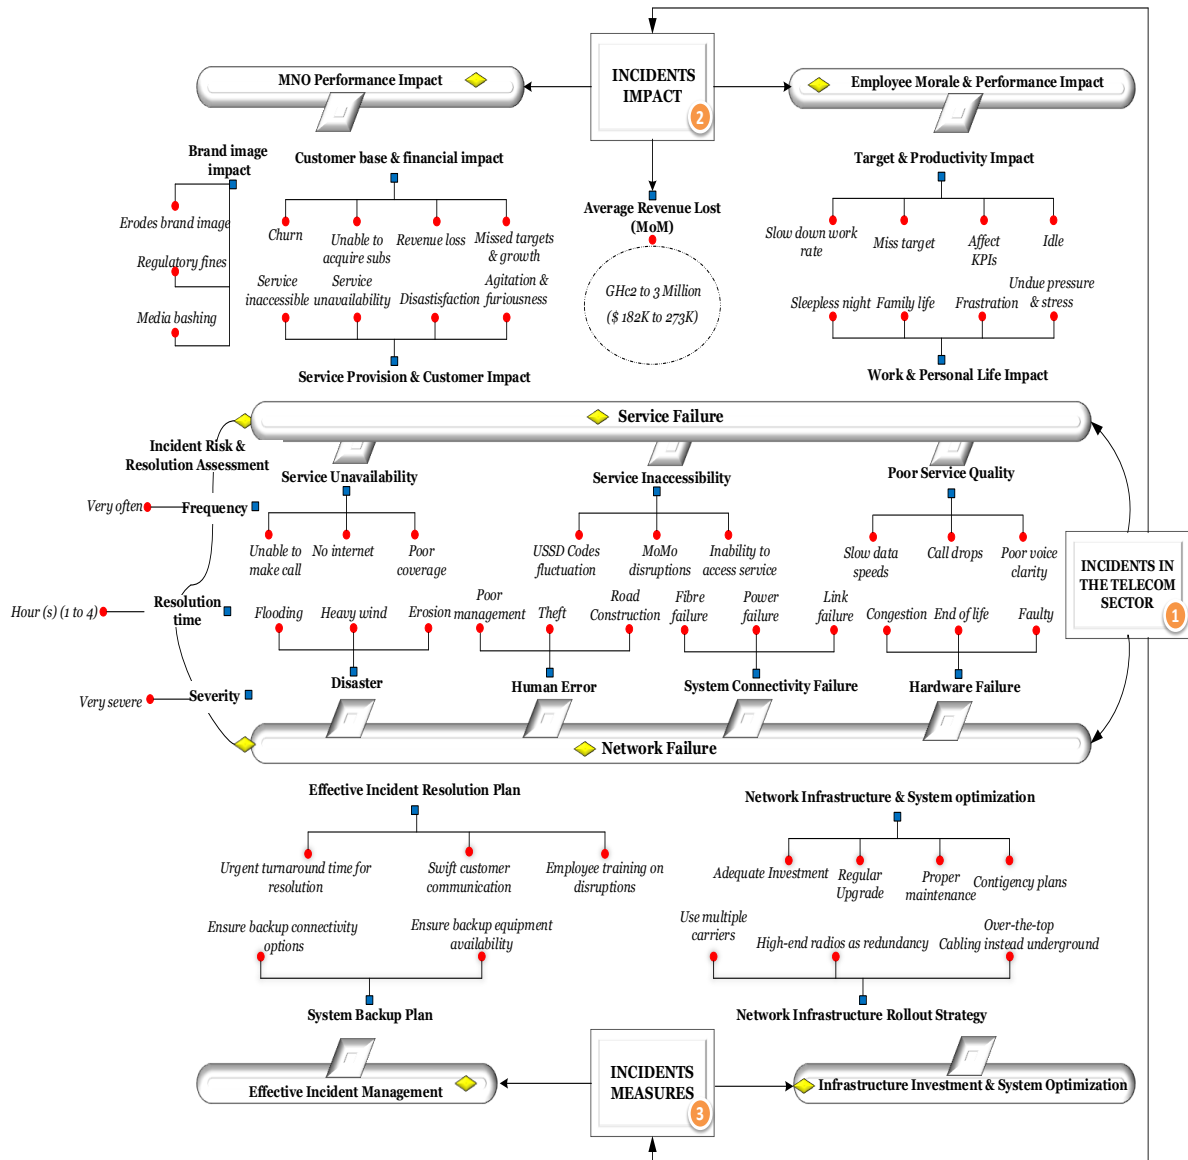 INCIDENTS
IMPACT
2
MNO Performance Impact
Employee Morale & Performance Impact
Brand image
impact
Erodes brand image
Regulatory fines
Media bashing
Customer base & financial impact
Churn
Unable to
acquire subs
Revenue loss
Missed targets
& growth
Service
inaccessible
Service
unavailability
Disastisfaction
Agitation &
furiousness
Service Provision & Customer Impact
Average Revenue Lost
(MoM)
GHc2 to 3 Million
($ 182K to 273K)
Target & Productivity Impact
Slow down work
rate
Miss target
Affect
KPIs
Idle
Sleepless night
Family life
Frastration
Undue pressure
& stress
Work & Personal Life Impact
Service Failure
Incident Risk &
Resolution Assessment
Very often
Frequency
Hour (s) (1 to 4)
Resolution
time
Very severe
Severity
Service Unavailability
Unable to
make call
No internet
Poor
coverage
Service Inaccessibility
USSD Codes
fluctuation
MoMo
disruptions
Inability to
access service
Poor Service Quality
Slow data
speeds
Call drops
Poor voice
clarity
INCIDENTS IN
THE TELECOM
SECTOR
1
Flooding
Heavy wind
Erosion
Disaster
Poor
management
Theft
Road
Construction
Human Error
Fibre
failure
Power
failure
Link
failure
System Connectivity Failure
Congestion
End of life
Faulty
Hardware Failure
Network Failure
Effective Incident Resolution Plan
Urgent turnaround time for
resolution
Swift customer
communication
Employee training on
disruptions
Ensure backup connectivity
options
Ensure backup equipment
availability
System Backup Plan
Network Infrastructure & System optimization
Adequate Investment
Regular
Upgrade
Proper
maintenance
Contigency plans
Use multiple
carriers
High-end radios as redundancy
Over-the-top
Cabling instead underground
Network Infrastructure Rollout Strategy
Effective Incident Management
INCIDENTS
MEASURES
3
Infrastructure Investment & System Optimization